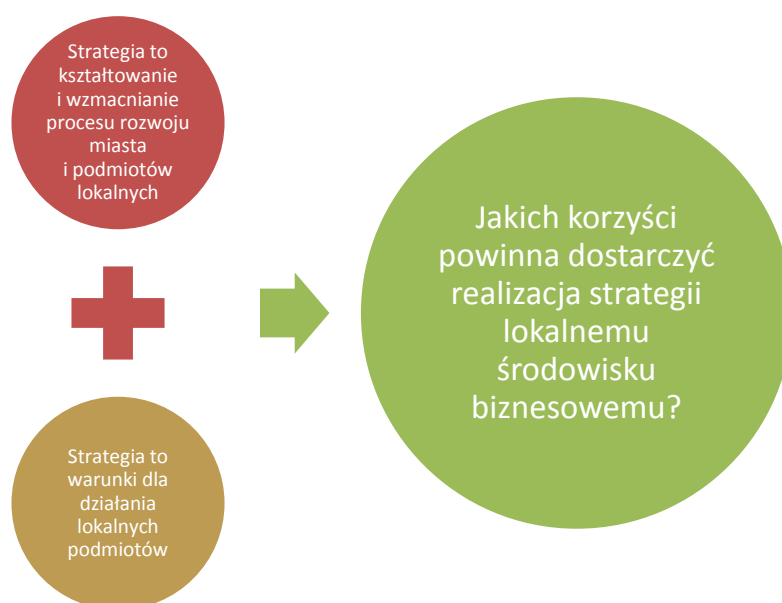 Strategia to
kształtowanie
i wzmacnianie
procesu rozwoju
miasta
i podmiotów
lokalnych
Strategia to
warunki dla
działania
lokalnych
podmiotów
Jakich korzyści
powinna dostarczyć
realizacja strategii
lokalnemu
środowisku
biznesowemu?